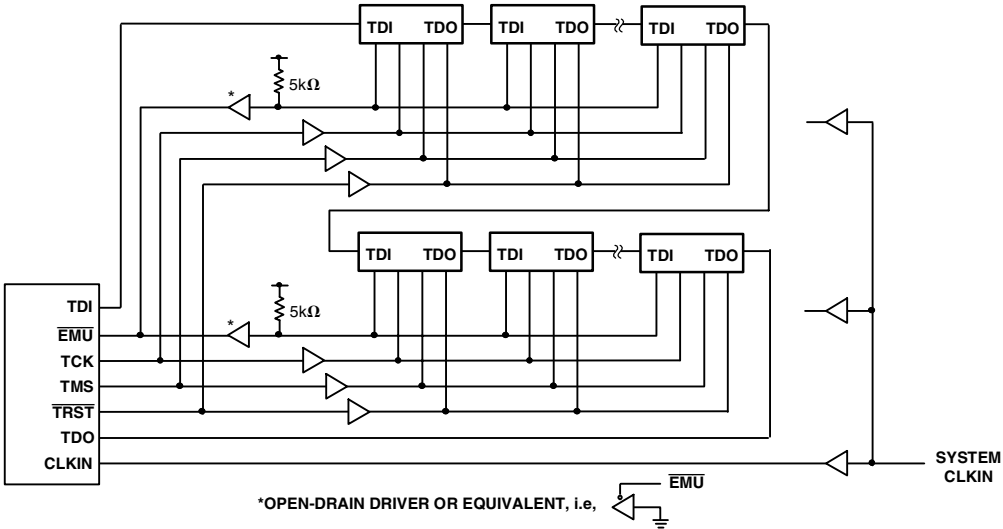 TDI TDO TDI TDO TDI TDO
5kΩ
*
TDI TDO TDI TDO TDI TDO
5kΩ
*
TDI
EMU
TCK
TMS
TRST
TDO
CLKIN
SYSTEM
CLKIN
*OPEN-DRAIN DRIVER OR EQUIVALENT, i.e,
EMU